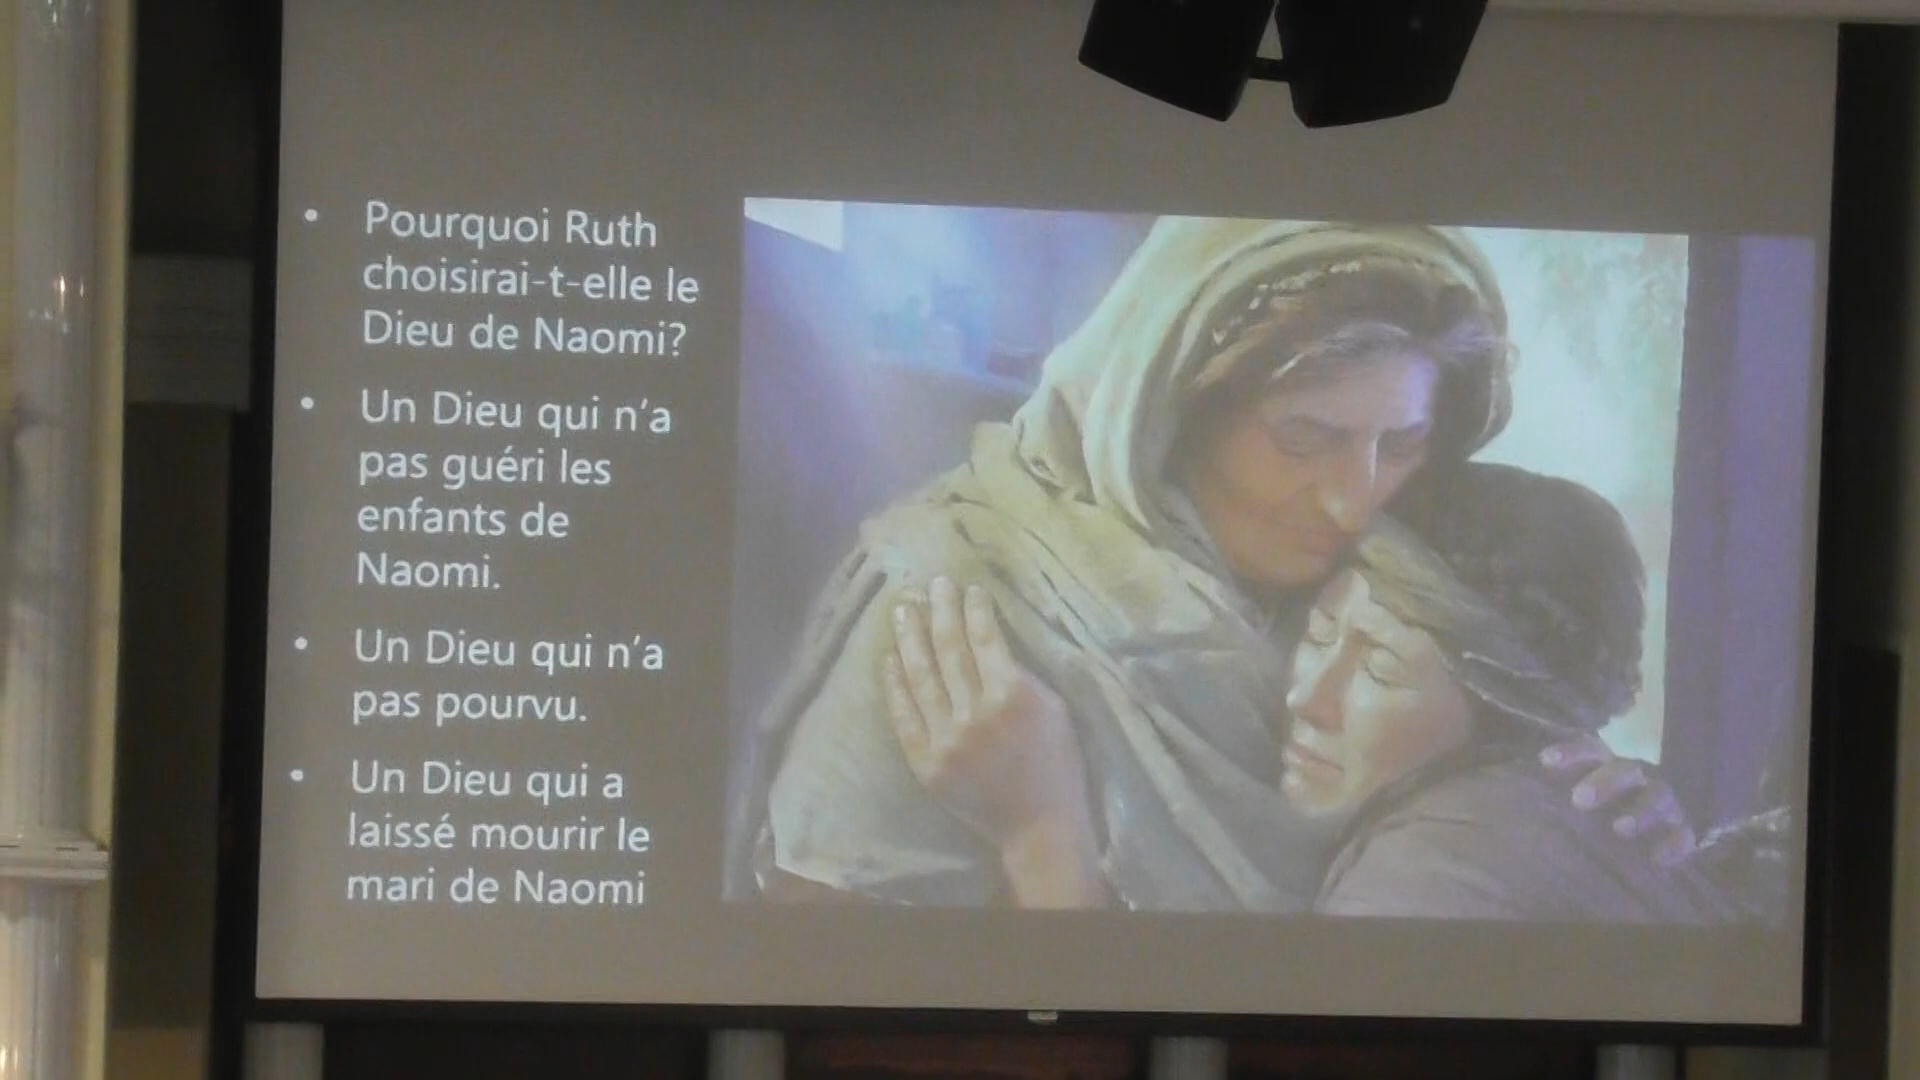 • Pourquoi Ruth
choisirai-t-elle le
Dieu de Naomi?
• Un Dieu qui n'a
pas guéri les
enfants de
Naomi.
• Un Dieu qui n'a
pas pourvu.
• Un Dieu qui a
laissé mourir le
mari de Naomi